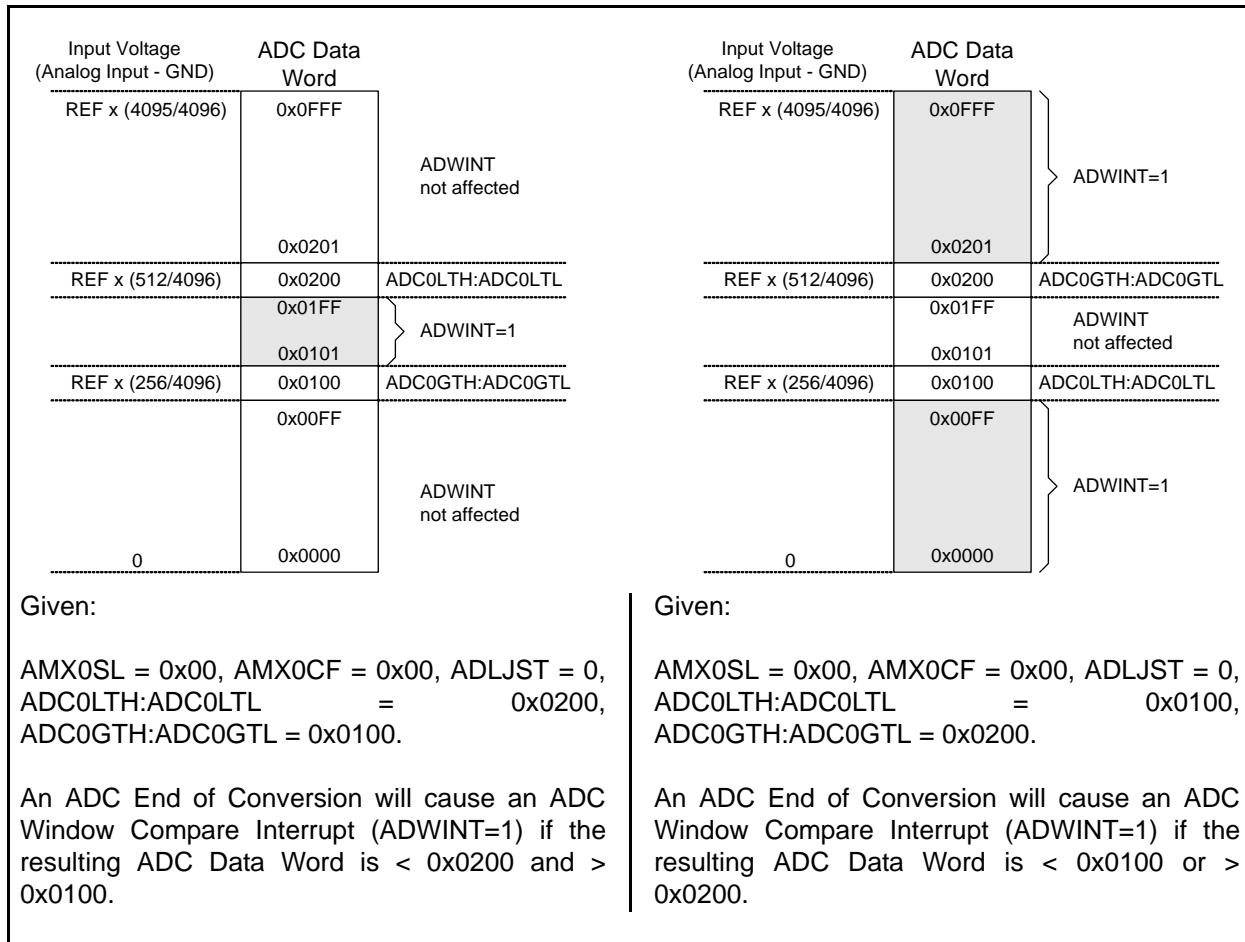 Input Voltage
(Analog Input - GND)
ADC Data
Word
REF x (4095/4096)
0x0FFF
ADWINT
not affected
0x0201
REF x (512/4096)
0x0200
ADC0LTH:ADC0LTL
0x01FF
ADWINT=1
0x0101
REF x (256/4096)
0x0100
ADC0GTH:ADC0GTL
0x00FF
ADWINT
not affected
0
0x0000
Given:
AMX0SL = 0x00, AMX0CF = 0x00, ADLJST = 0,
ADC0LTH:ADC0LTL = 0x0200,
ADC0GTH:ADC0GTL = 0x0100.
An ADC End of Conversion will cause an ADC
Window Compare Interrupt (ADWINT=1) if the
resulting ADC Data Word is < 0x0200 and >
0x0100.
Input Voltage
(Analog Input - GND)
ADC Data
Word
REF x (4095/4096)
0x0FFF
ADWINT=1
0x0201
REF x (512/4096)
0x0200
ADC0GTH:ADC0GTL
0x01FF
ADWINT
not affected
0x0101
REF x (256/4096)
0x0100
ADC0LTH:ADC0LTL
0x00FF
ADWINT=1
0
0x0000
Given:
AMX0SL = 0x00, AMX0CF = 0x00, ADLJST = 0,
ADC0LTH:ADC0LTL = 0x0100,
ADC0GTH:ADC0GTL = 0x0200.
An ADC End of Conversion will cause an ADC
Window Compare Interrupt (ADWINT=1) if the
resulting ADC Data Word is < 0x0100 or >
0x0200.